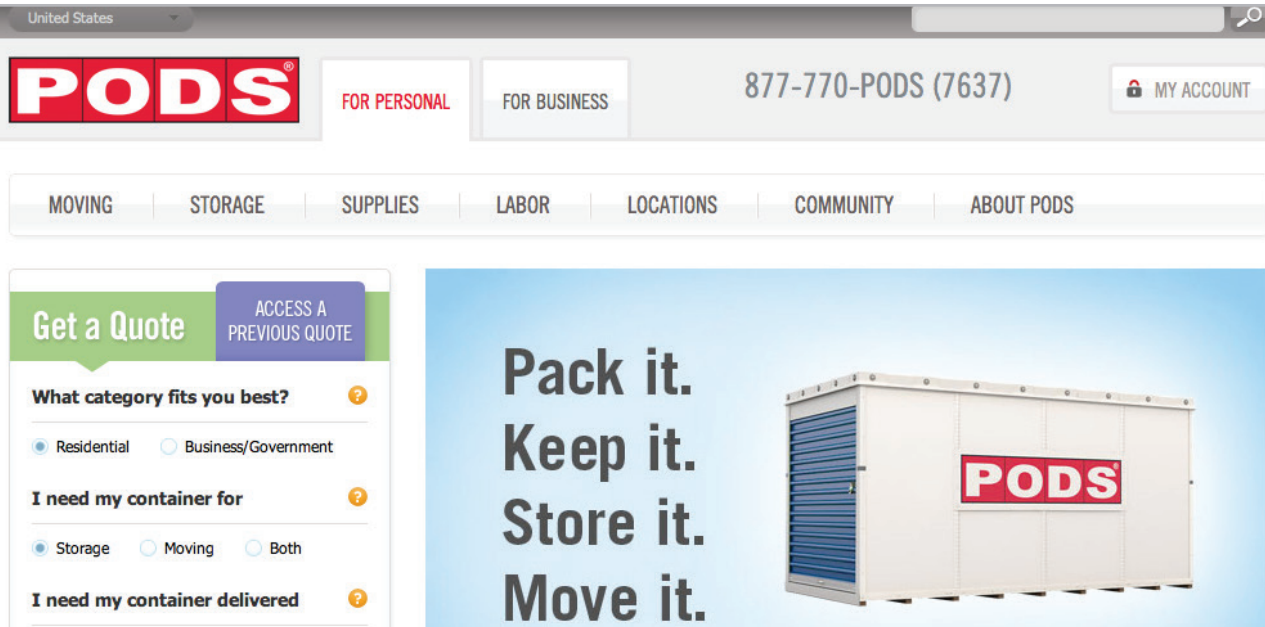 United States
PODS®
FOR PERSONAL
FOR BUSINESS
877-770-PODS (7637)
MY ACCOUNT
MOVING
STORAGE
SUPPLIES
LABOR
LOCATIONS
COMMUNITY
ABOUT PODS
Get a Quote
ACCESS A
PREVIOUS QUOTE
What category fits you best? ?
Residential Business/Government
I need my container for ?
Storage Moving Both
I need my container delivered ?
Pack it.
Keep it.
Store it.
Move it.
PODS